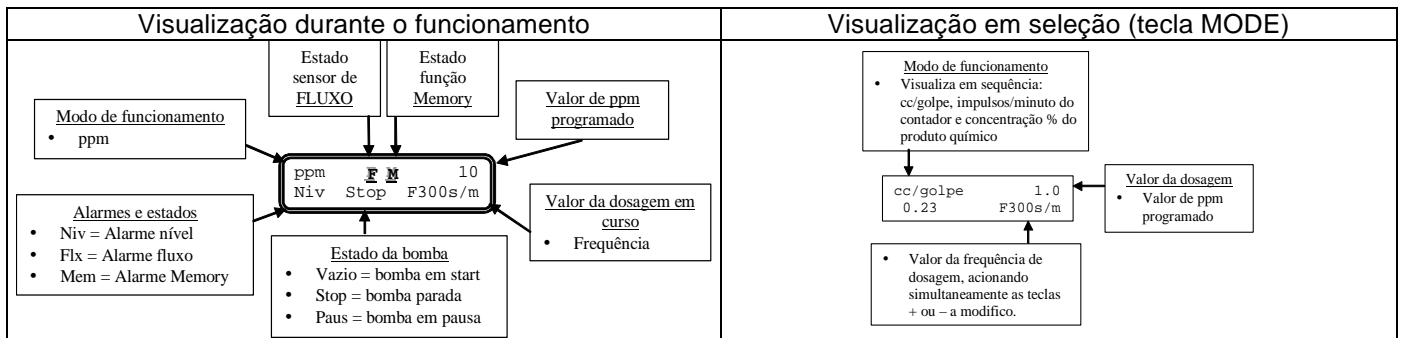 Visualização durante o funcionamento
Estado
sensor de
FLUXO
Estado
função
Memory
Modo de funcionamento
• ppm
Valor de ppm
programado
ppm F M 10
Niv Stop F300s/m
Alarmes e estados
• Niv = Alarme nível
• Flx = Alarme fluxo
• Mem = Alarme Memory
Estado da bomba
• Vazio = bomba em start
• Stop = bomba parada
• Paus = bomba em pausa
Valor da dosagem em
curso
• Frequência
Visualização em seleção (tecla MODE)
Modo de funcionamento
• Visualiza em sequência:
cc/golpe, impulsos/minuto do
contador e concentração % do
produto químico
cc/golpe 1.0
0.23 F300s/m
Valor da dosagem
• Valor de ppm
programado
• Valor da frequência de
dosagem, acionando
simultaneamente as teclas
+ ou – a modifico.